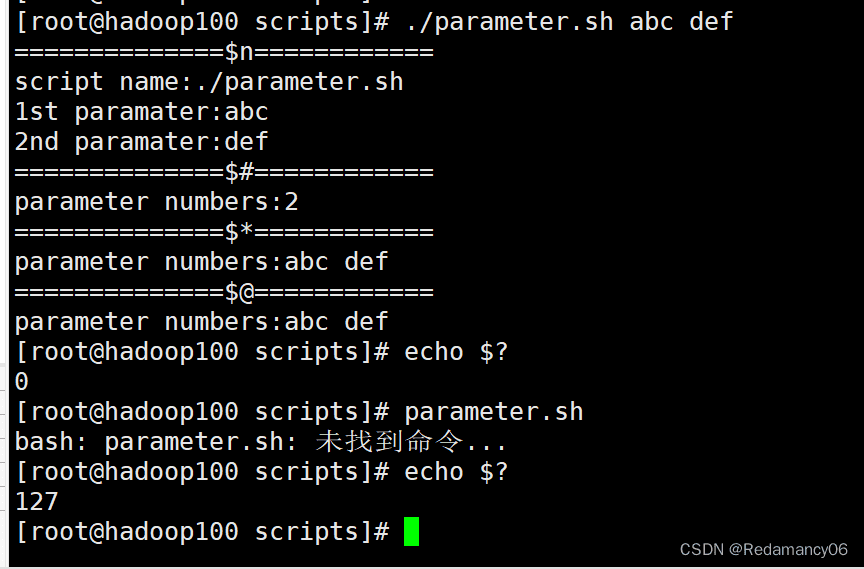 [root@hadoop100 scripts]# ./parameter.sh abc def
==============$n============
script name:./parameter.sh
1st paramater:abc
2nd paramater:def
==============$#============
parameter numbers:2
==============$*============
parameter numbers:abc def
==============$@============
parameter numbers:abc def
[root@hadoop100 scripts]# echo $?
0
[root@hadoop100 scripts]# parameter.sh
bash: parameter.sh: 未找到命令...
[root@hadoop100 scripts]# echo $?
127
[root@hadoop100 scripts]#
CSDN @Redamancy06